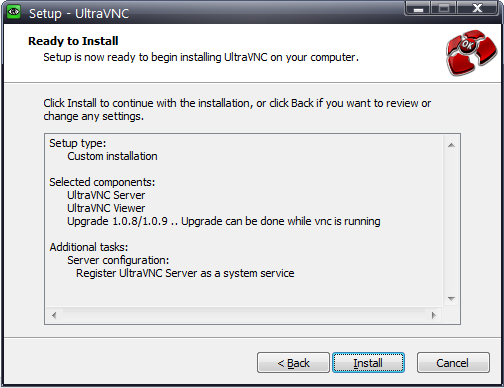 Setup - UltraVNC
Ready to Install
Setup is now ready to begin installing UltraVNC on your computer.
OK
Click Install to continue with the installation, or click Back if you want to review or
change any settings.
Setup type:
Custom installation
Selected components:
UltraVNC Server
UltraVNC Viewer
Upgrade 1.0.8/1.0.9 .. Upgrade can be done while vnc is running
Additional tasks:
Server configuration:
Register UltraVNC Server as a system service
< Back
Install
Cancel